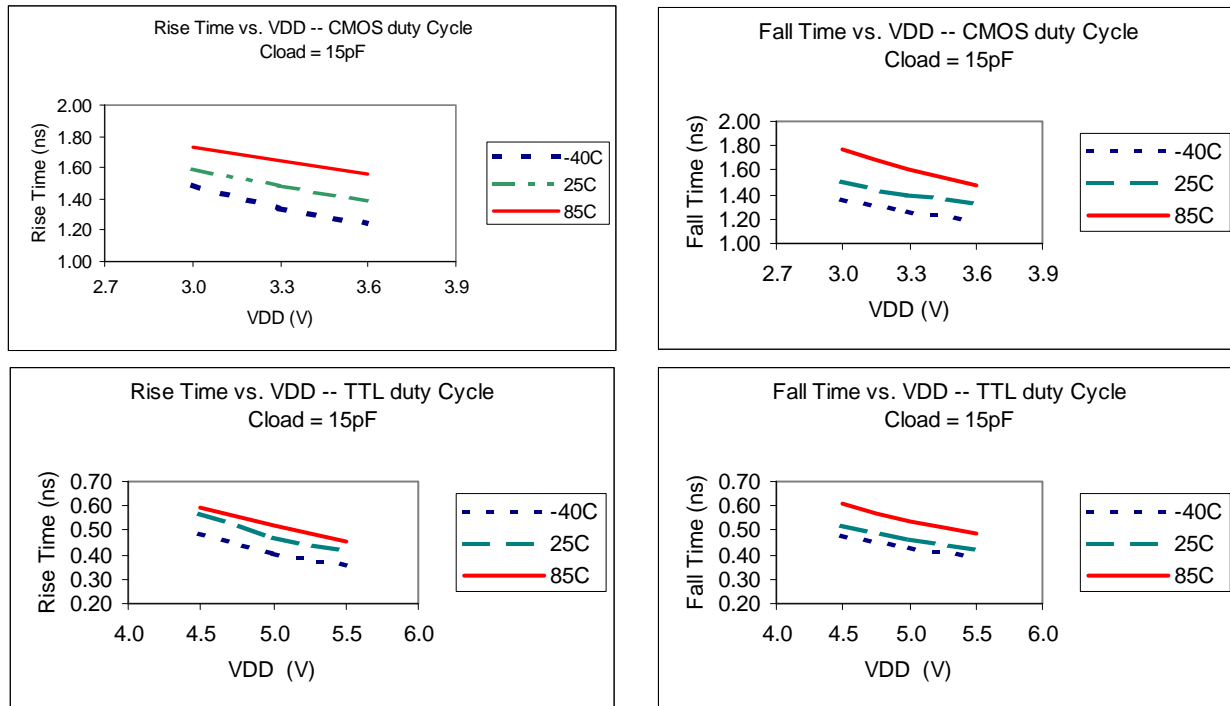 Rise Time vs. VDD -- CMOS duty Cycle
Cload = 15pF
Rise Time (ns)
2.00
1.80
1.60
1.40
1.20
1.00
2.7 3.0 3.3 3.6 3.9
VDD (V)
-40C
25C
85C
Fall Time vs. VDD -- CMOS duty Cycle
Cload = 15pF
Fall Time (ns)
2.00
1.80
1.60
1.40
1.20
1.00
2.7 3.0 3.3 3.6 3.9
VDD (V)
-40C
25C
85C
Rise Time vs. VDD -- TTL duty Cycle
Cload = 15pF
Rise Time (ns)
0.70
0.60
0.50
0.40
0.30
0.20
4.0 4.5 5.0 5.5 6.0
VDD (V)
-40C
25C
85C
Fall Time vs. VDD -- TTL duty Cycle
Cload = 15pF
Fall Time (ns)
0.70
0.60
0.50
0.40
0.30
0.20
4.0 4.5 5.0 5.5 6.0
VDD (V)
-40C
25C
85C